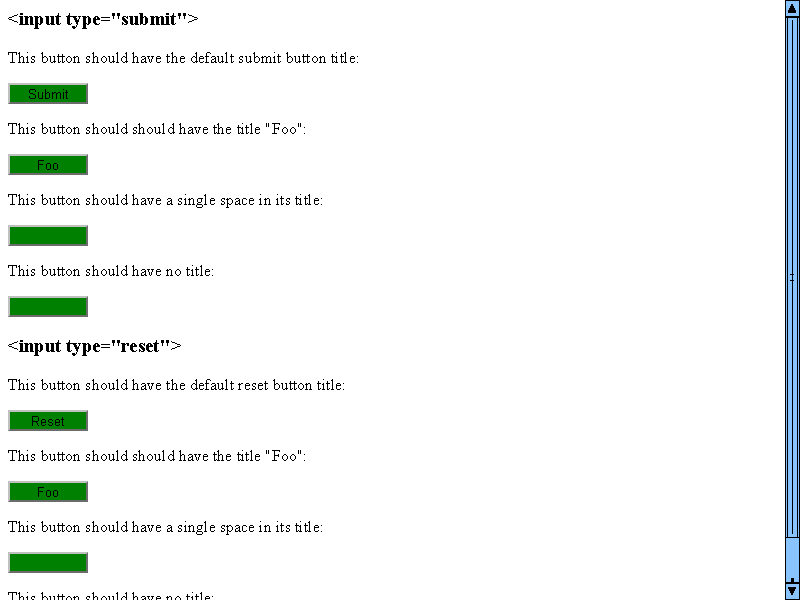 <input type="submit">
This button should have the default submit button title:
Submit
This button should should have the title "Foo":
Foo
This button should have a single space in its title:
This button should have no title:
<input type="reset">
This button should have the default reset button title:
Reset
This button should should have the title "Foo":
Foo
This button should have a single space in its title:
This button should have no title: